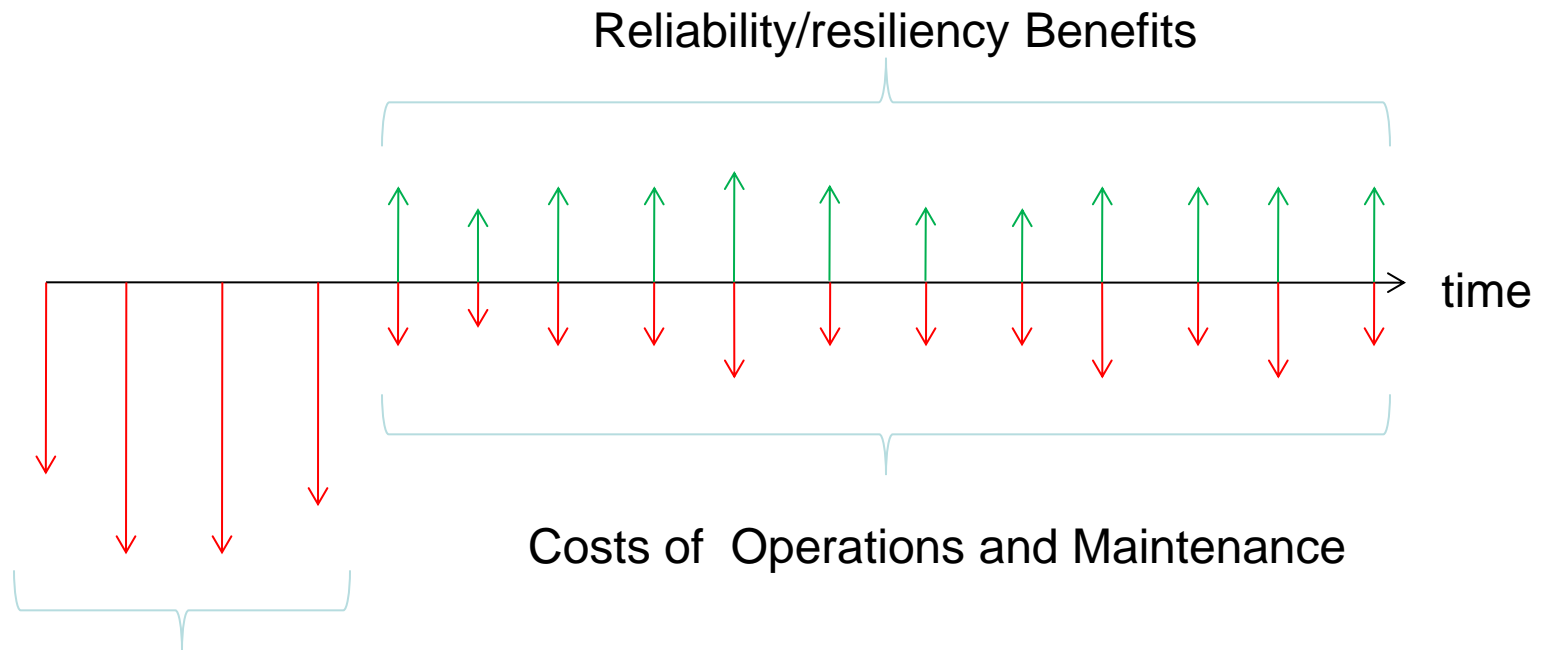 Reliability/resiliency Benefits
time
Costs of  Operations and Maintenance